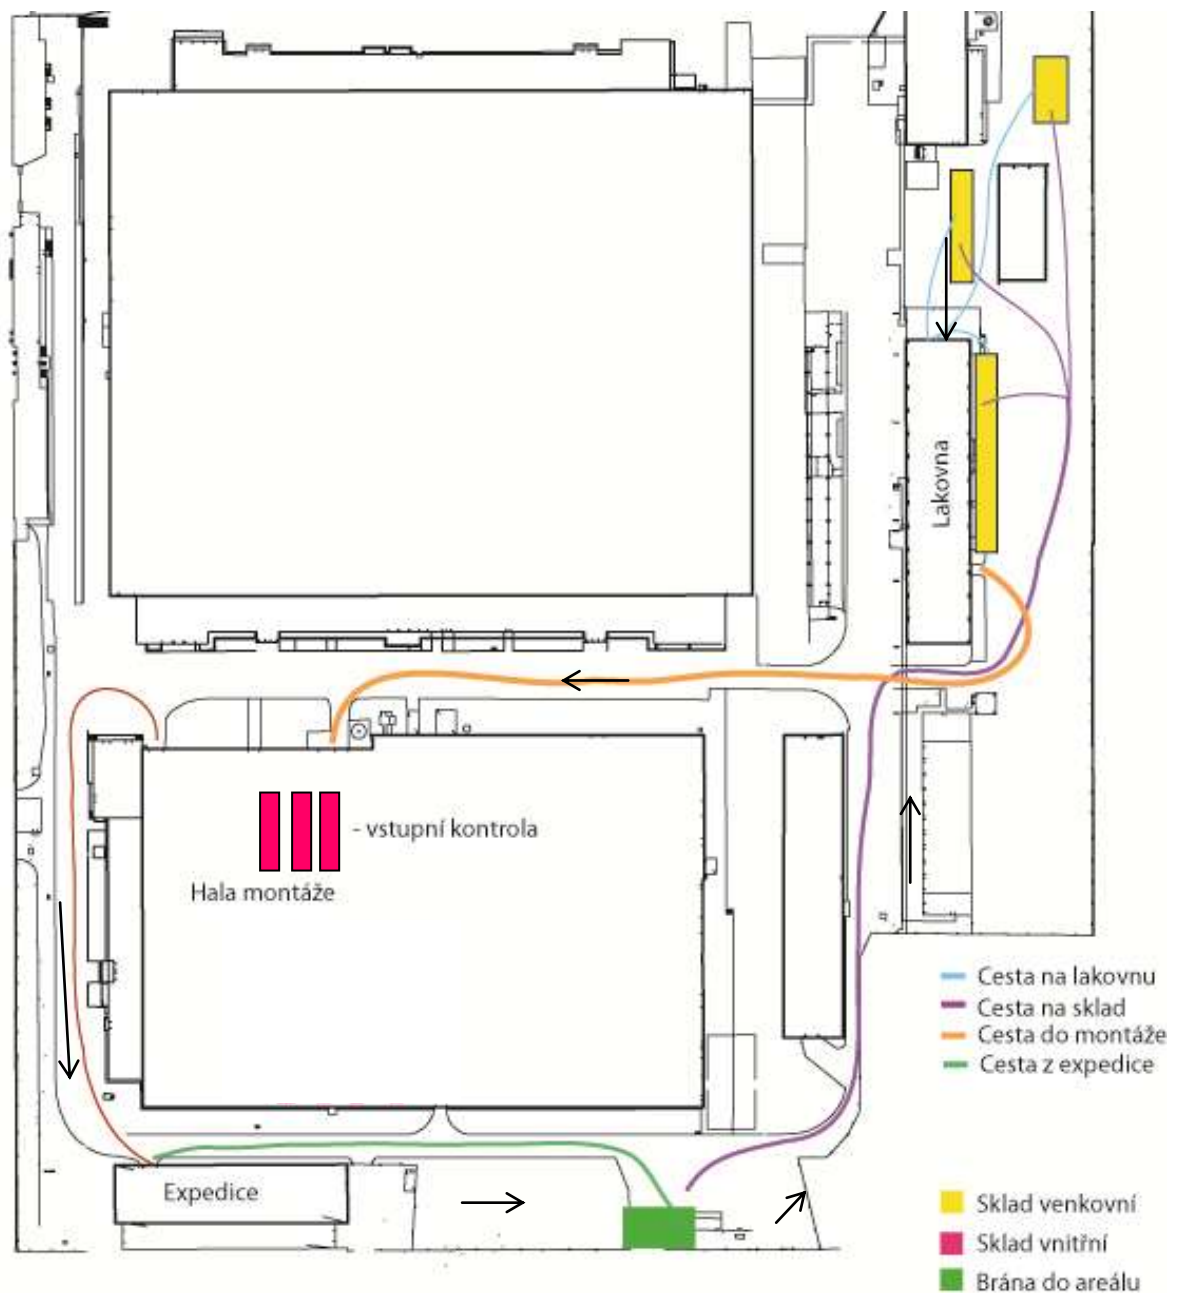 Lakovna
- vstupní kontrola
Hala montáže
Cesta na lakovnu
Cesta na sklad
Cesta do montáže
Cesta z expedice
Expedice
Sklad venkovní
Sklad vnitřní
Brána do areálu